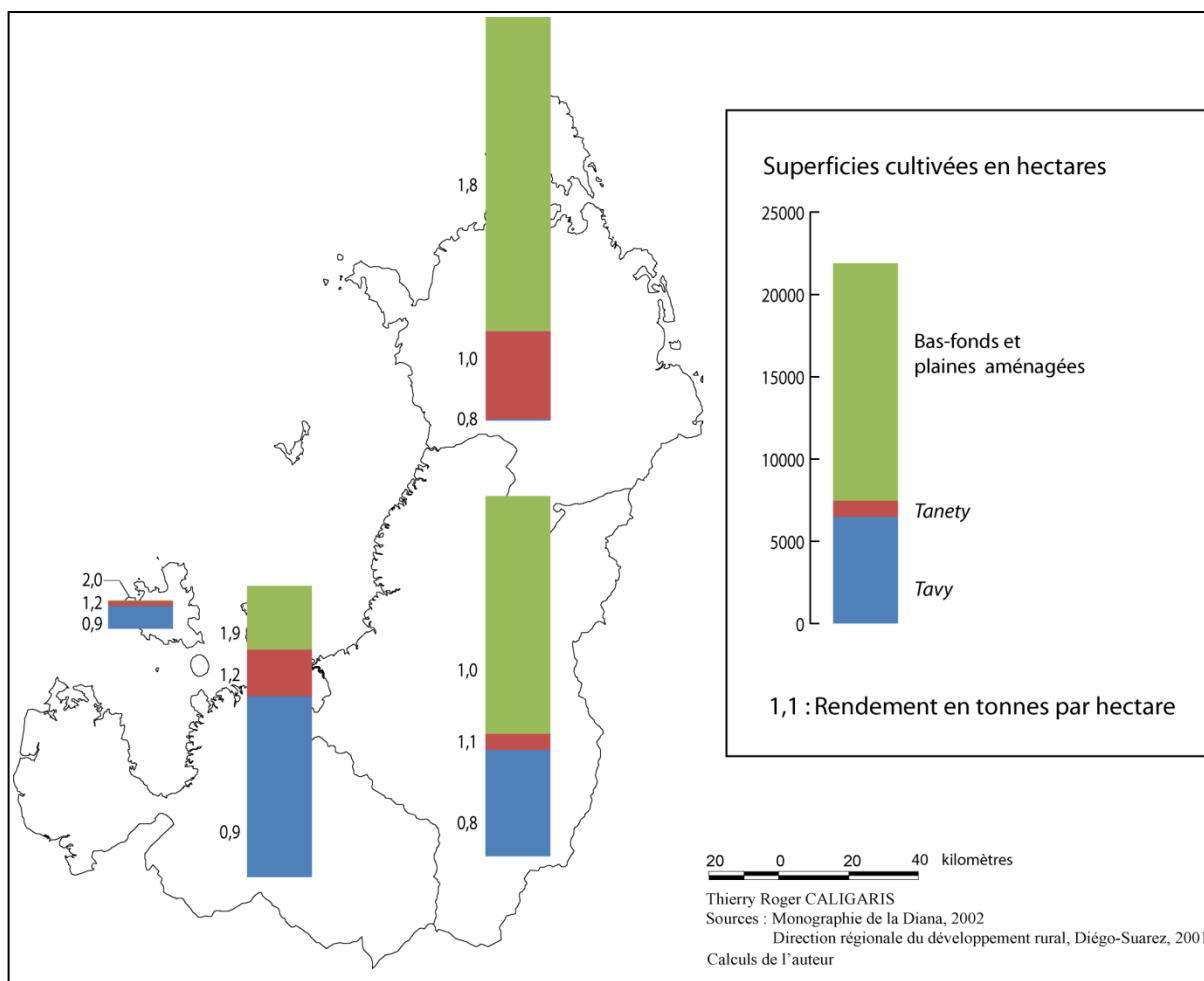 1,8
1,0
0,8
2,0
1,2
0,9
1,9
1,2
0,9
1,0
1,1
0,8
Superficies cultivées en hectares
25000
20000
15000
10000
5000
0
Bas-fonds et
plaines aménagées
Tanety
Tavy
1,1 : Rendement en tonnes par hectare
20 0 20 40 kilomètres
Thierry Roger CALIGARIS
Sources : Monographie de la Diana, 2002
Direction régionale du développement rural, Diégo-Suarez, 2001
Calculs de l'auteur